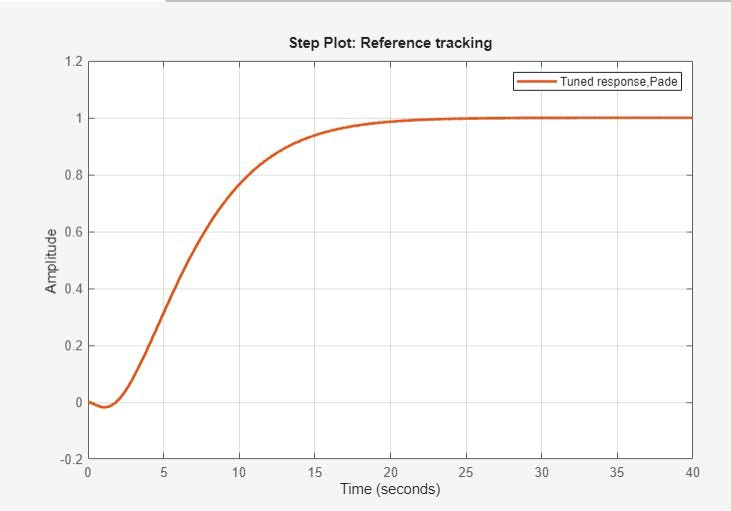 Step Plot: Reference tracking
Tuned response,Pade
1.2
1
0.8
0.6
0.4
0.2
0
-0.2
Amplitude
0 5 10 15 20 25 30 35 40
Time (seconds)